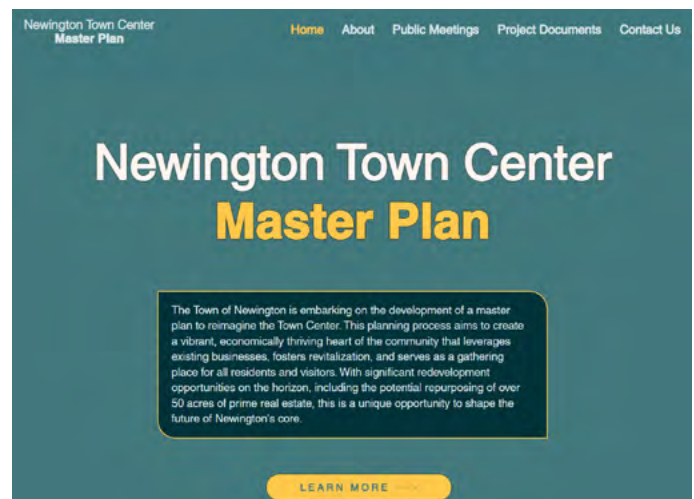 Newington Town Center
Master Plan
Home About Public Meetings Project Documents Contact Us
Newington Town Center
Master Plan
The Town of Newington is embarking on the development of a master
plan to reimagine the Town Center. This planning process aims to create
a vibrant, economically thriving heart of the community that leverages
existing businesses, fosters revitalization, and serves as a gathering
place for all residents and visitors. With significant redevelopment
opportunities on the horizon, including the potential repurposing of over
50 acres of prime real estate, this is a unique opportunity to shape the
future of Newington's core.
LEARN MORE